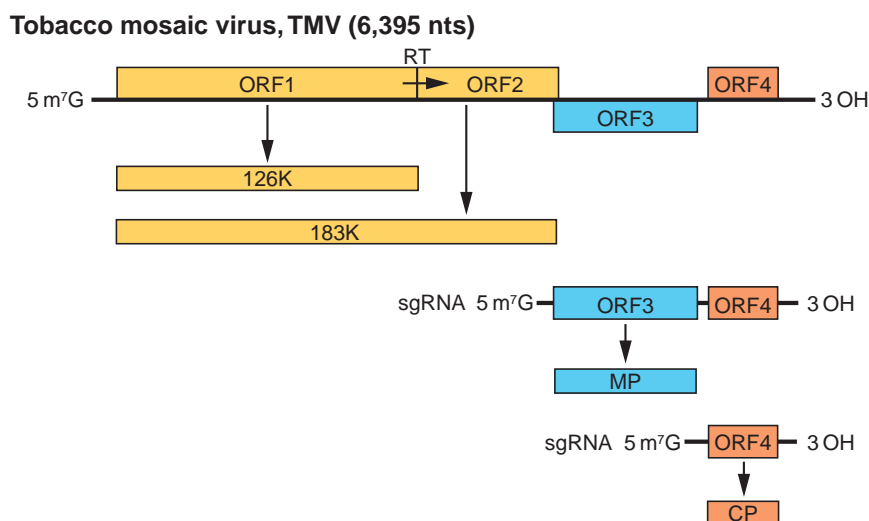 Tobacco mosaic virus, TMV (6,395 nts)
RT
ORF1 ORF2 ORF4
5 m⁷G 3 OH
ORF3
126K
183K
sgRNA 5 m⁷G ORF3 ORF4 3 OH
MP
sgRNA 5 m⁷G ORF4 3 OH
CP